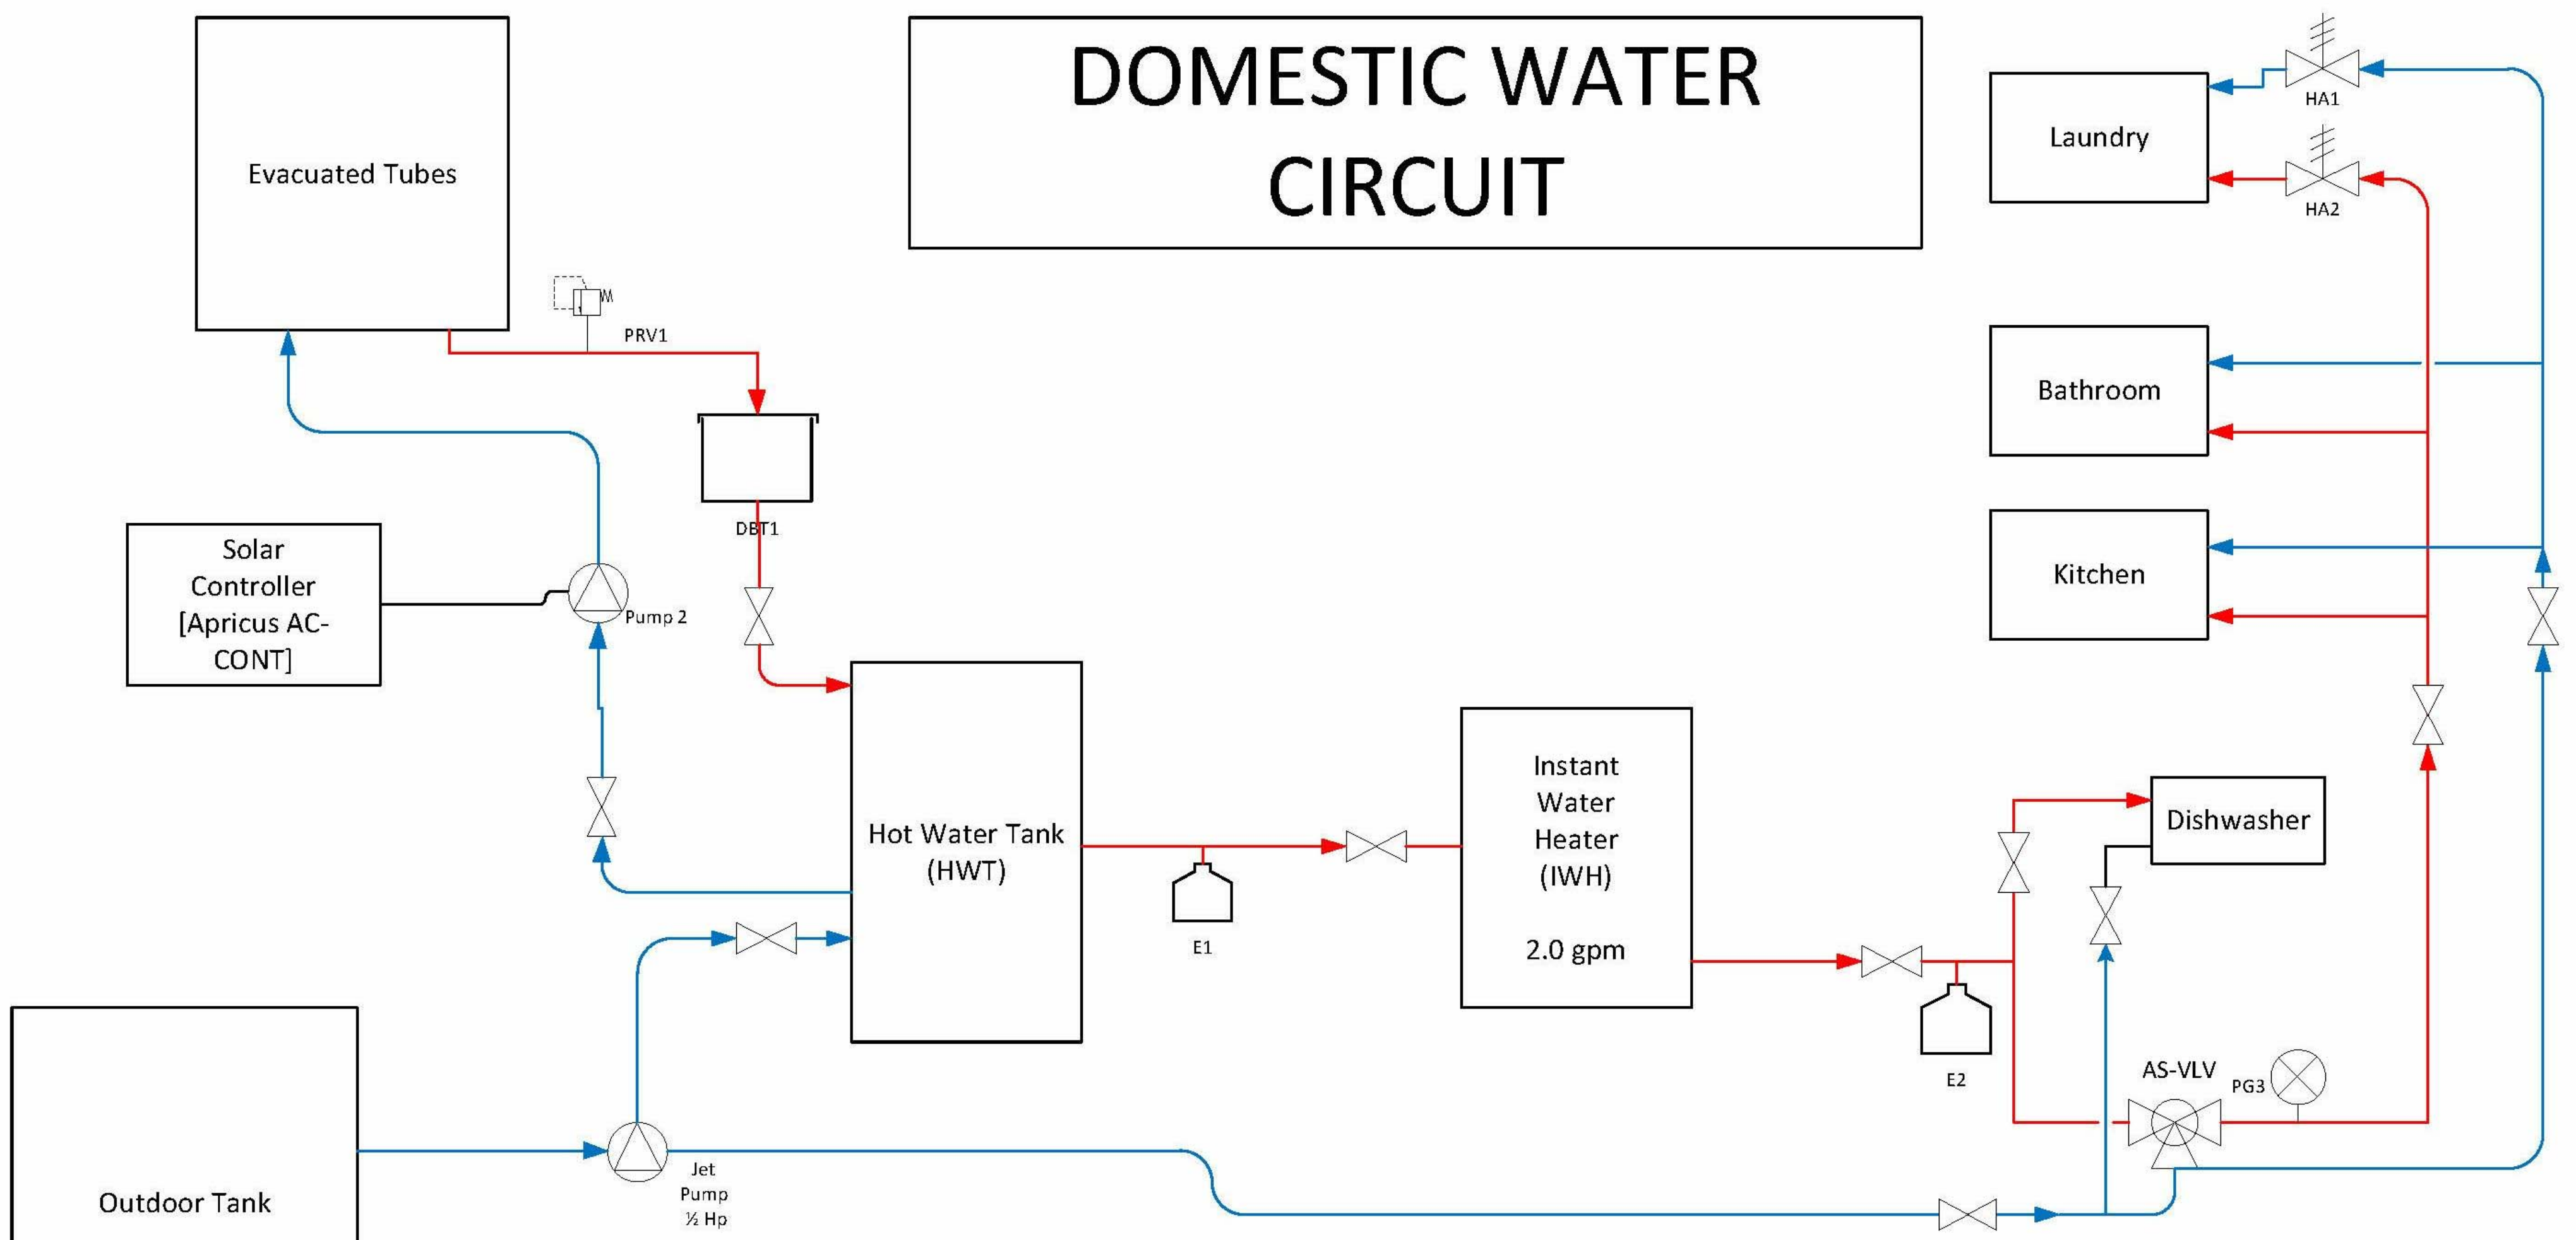 DOMESTIC WATER
CIRCUIT
Evacuated Tubes
PRV1
DBT1
Solar
Controller
[Apricus AC-
CONT]
Pump 2
Hot Water Tank
(HWT)
E1
Instant
Water
Heater
(IWH)
2.0 gpm
E2
Outdoor Tank
Jet
Pump
½ Hp
Laundry
HA1
HA2
Bathroom
Kitchen
Dishwasher
AS-VLV
PG3